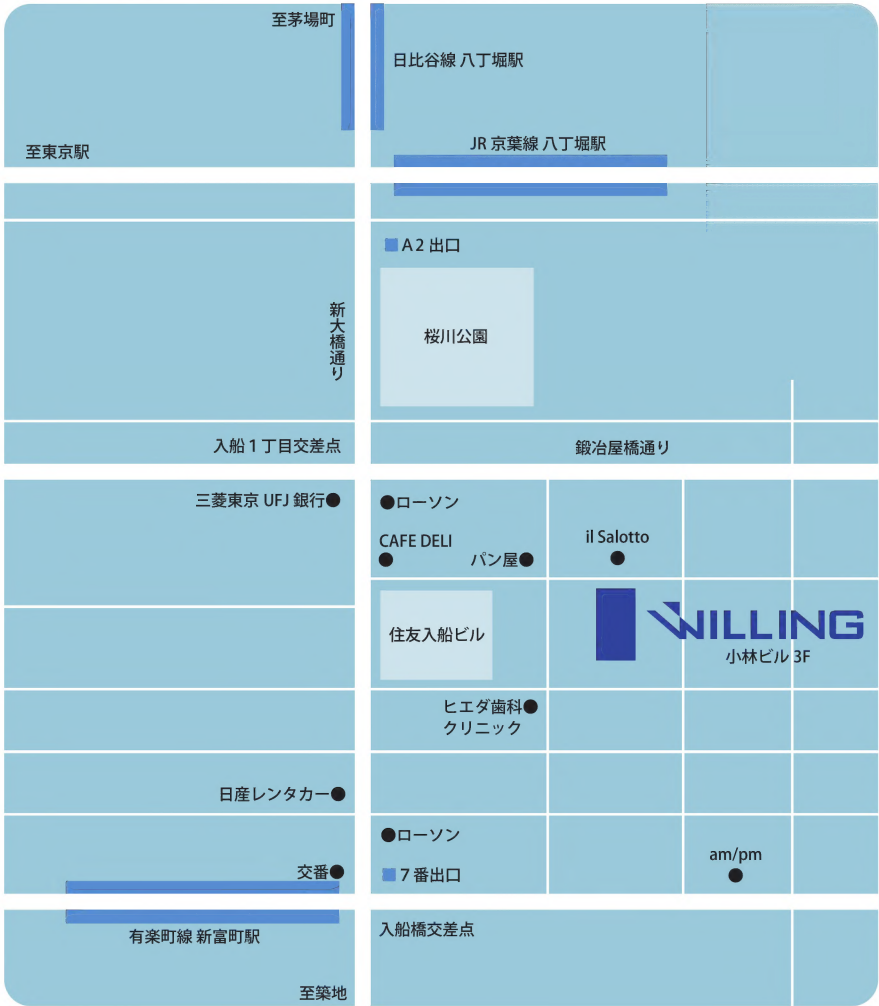 至茅場町
日比谷線 八丁堀駅
JR 京葉線 八丁堀駅
至東京駅
A2 出口
新大橋通り
桜川公園
入船1丁目交差点
鍛冶屋橋通り
三菱東京 UFJ 銀行
ローソン
CAFE DELI
パン屋
il Salotto
住友入船ビル
WILLING
小林ビル 3F
ヒエダ歯科
クリニック
日産レンタカー
ローソン
交番
7番出口
am/pm
有楽町線 新富町駅
入船橋交差点
至築地